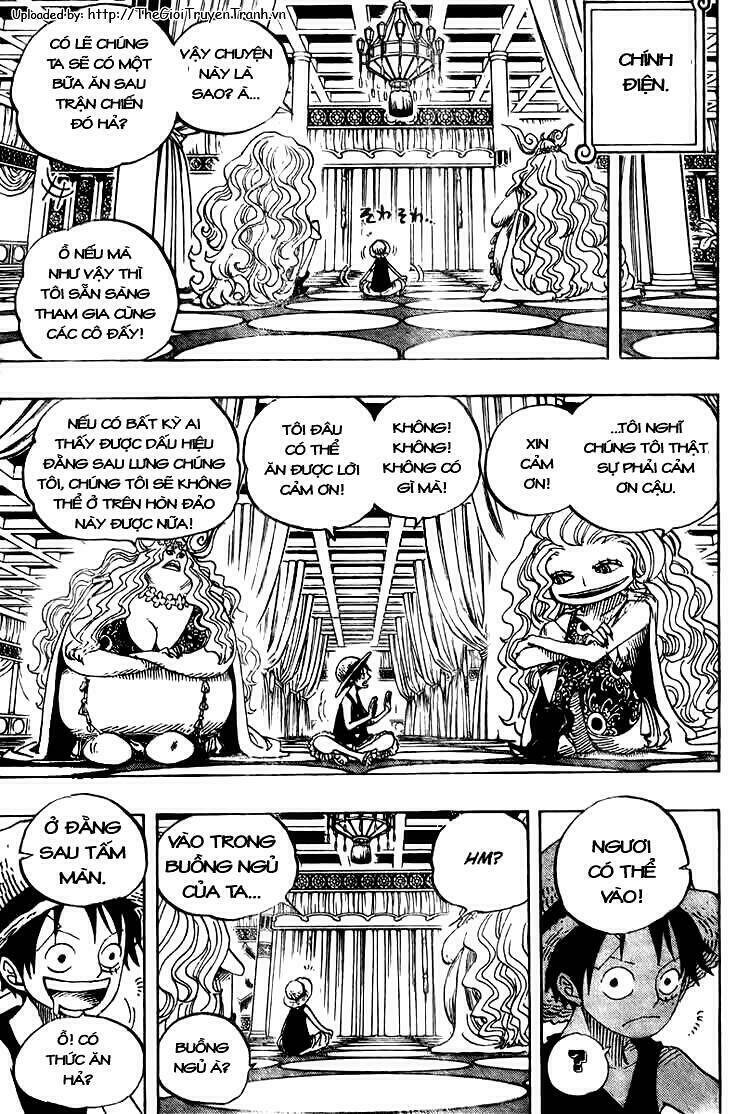 Uploaded by: http://TheGioiTruyenTranh.vn
CHÍNH
ĐIỆN.
VẬY CHUYỆN
NÀY LÀ
SAO? Ã...
CÓ LẼ CHÚNG
TA SẼ CÓ MỘT
BỮA ĂN SAU
TRẬN CHIẾN
ĐÓ HẢ?
そわそわ...
Ồ NẾU MÀ
NHƯ VẬY THÌ
TÔI SẴN SÀNG
THAM GIA CÙNG
CÁC CÔ ĐẤY!
...TÔI NGHĨ
CHÚNG TÔI THẬT
SỰ PHẢI CẢM
ƠN CẬU.
XIN
CẢM
ƠN!
KHÔNG!
KHÔNG!
KHÔNG CÓ
GÌ MÀ!
TÔI ĐÂU
CÓ THỂ
ĂN ĐƯỢC LỜI
CẢM ƠN!
NẾU CÓ BẤT KỲ AI
THẤY ĐƯỢC DẤU HIỆU
ĐẰNG SAU LƯNG CHÚNG
TÔI, CHÚNG TÔI SẼ KHÔNG
THỂ Ở TRÊN HÒN ĐẢO
NÀY ĐƯỢC NỮA!
NGƯƠI
CÓ THỂ
VÀO!
?
HM?
VÀO TRONG
BUỒNG NGỦ
CỦA TA...
BUỒNG
NGỦ À?
Ở ĐẰNG
SAU TẤM
MÀN.
Ồ! CÓ
THỨC ĂN
HẢ?